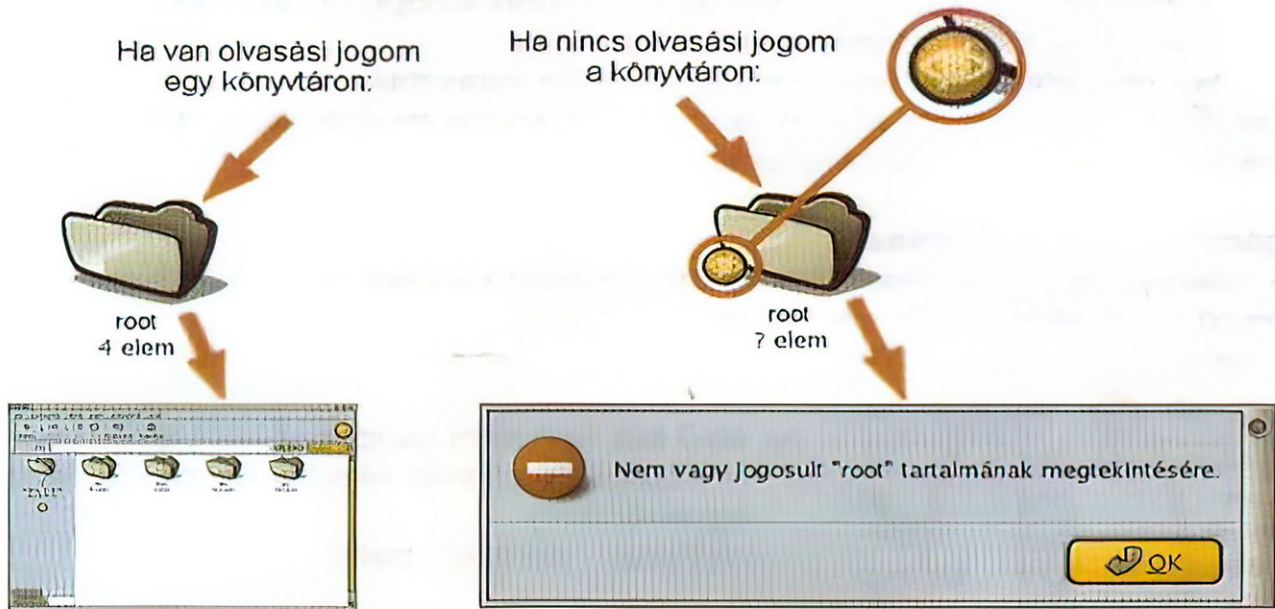 Ha van olvasási jogom
egy könyvtáron:
Ha nincs olvasási jogom
a könyvtáron:
root
4 elem
root
? elem
Nem vagy jogosult "root" tartalmának megtekintésére.
OK